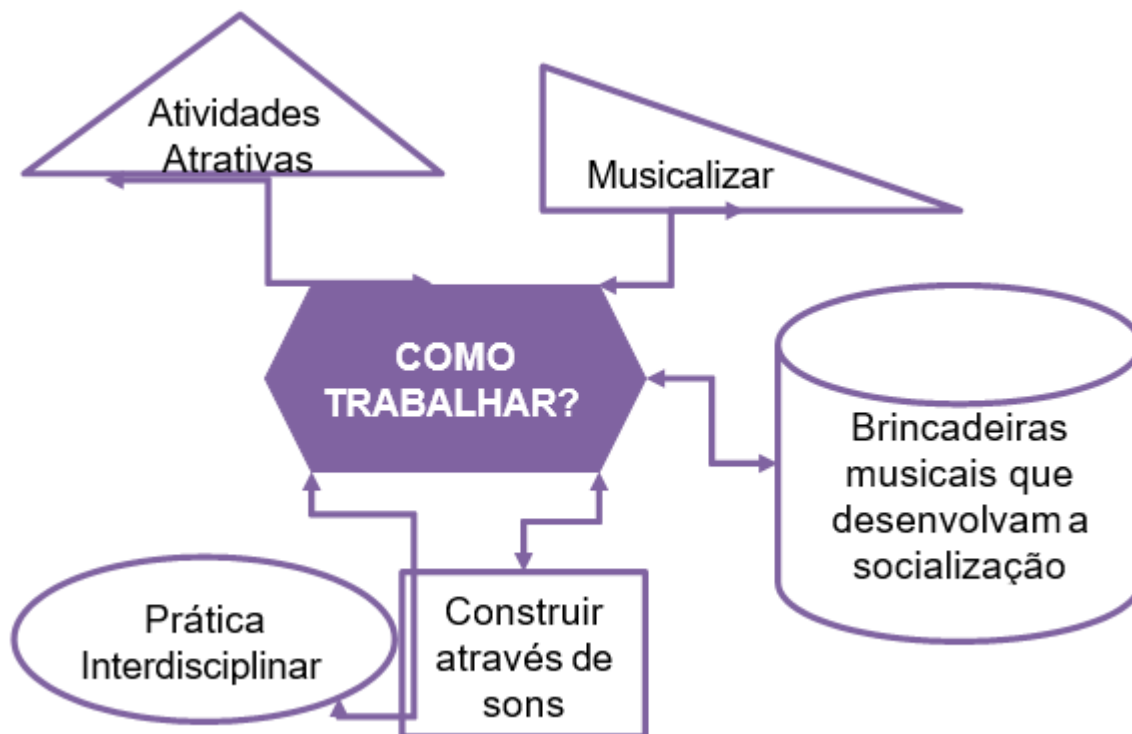 Atividades
Atrativas
Musicalizar
COMO
TRABALHAR?
Brincadeiras
musicais que
desenvolvam a
socialização
Prática
Interdisciplinar
Construir
através de
sons